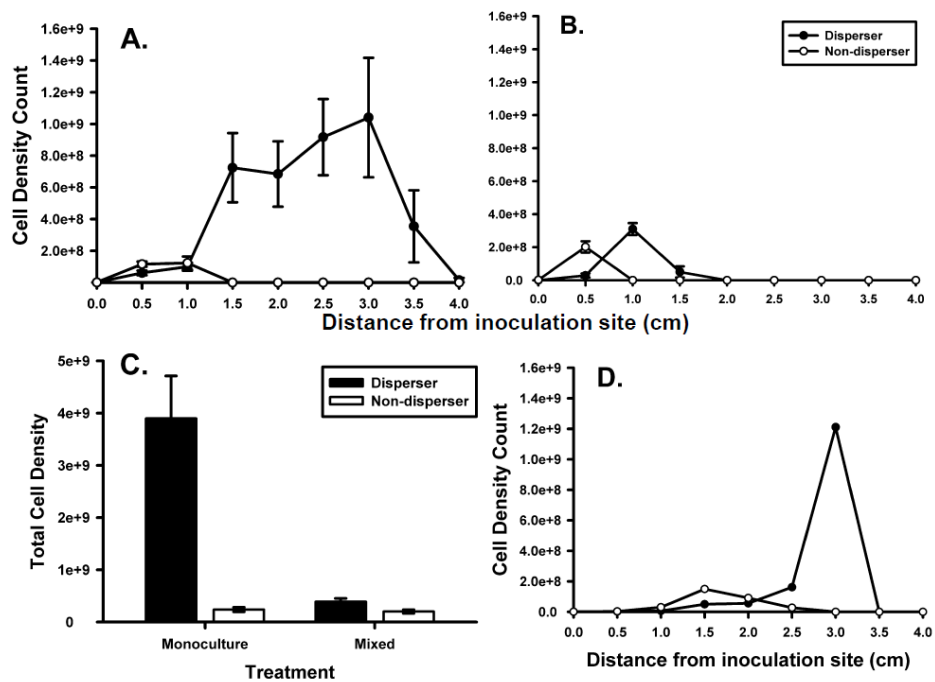 A.
Cell Density Count
1.6e+9
1.4e+9
1.2e+9
1.0e+9
8.0e+8
6.0e+8
4.0e+8
2.0e+8
0.0 0.5 1.0 1.5 2.0 2.5 3.0 3.5 4.0
B.
Disperser
Non-disperser
1.6e+9
1.4e+9
1.2e+9
1.0e+9
8.0e+8
6.0e+8
4.0e+8
2.0e+8
0.0
0.0 0.5 1.0 1.5 2.0 2.5 3.0 3.5 4.0
Distance from inoculation site (cm)
C.
Disperser
Non-disperser
Total Cell Density
5e+9
4e+9
3e+9
2e+9
1e+9
0
Monoculture Mixed
Treatment
D.
Cell Density Count
1.6e+9
1.4e+9
1.2e+9
1.0e+9
8.0e+8
6.0e+8
4.0e+8
2.0e+8
0.0
0.0 0.5 1.0 1.5 2.0 2.5 3.0 3.5 4.0
Distance from inoculation site (cm)